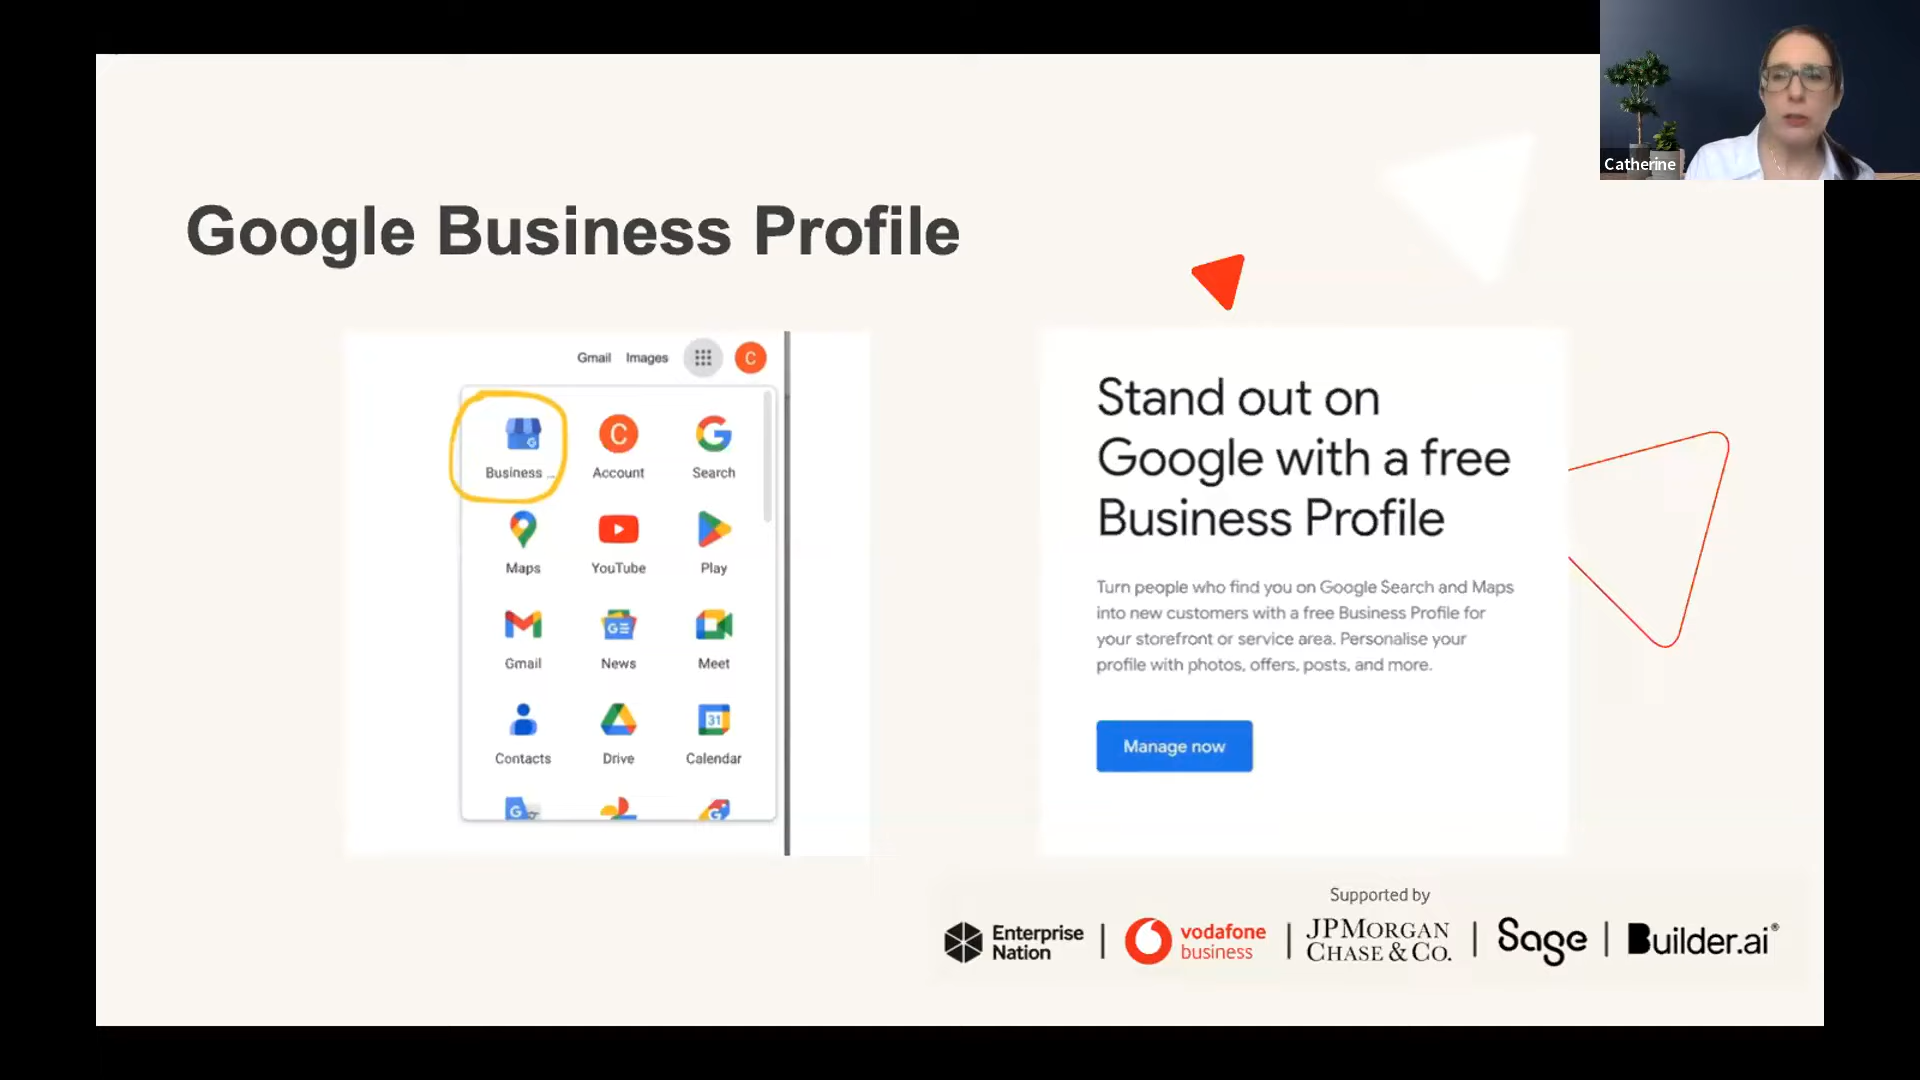 Catherine
Google Business Profile
Gmail Images C
Business ...
C
Account
G
Search
Maps
YouTube
Play
Gmail
News
Meet
Contacts
Drive
31
Calendar
Stand out on
Google with a free
Business Profile
Turn people who find you on Google Search and Maps
into new customers with a free Business Profile for
your storefront or service area. Personalise your
profile with photos, offers, posts, and more.
Manage now
Supported by
Enterprise
Nation
vodafone
business
JPMORGAN
CHASE & CO.
Sage
Builder.ai®